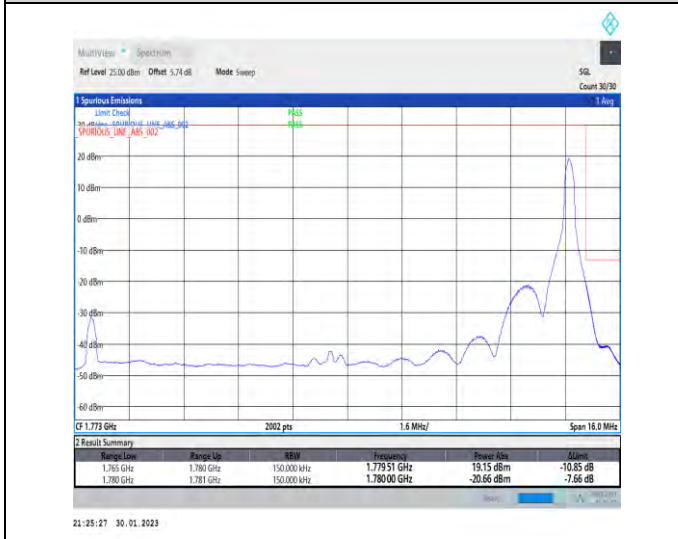 MultiView Spectrum
Ref Level 25.00 dBm Offset 5.74 dB Mode Sweep SGL
Count 30/30
1 Spurious Emissions 1 Avg
Limit Check PASS
Line SPURIOUS_LINE_ABS_002 PASS
SPURIOUS_LINE_ABS_002
20 dBm
10 dBm
0 dBm
-10 dBm
-20 dBm
-30 dBm
-40 dBm
-50 dBm
-60 dBm
CF 1.773 GHz 2002 pts 1.6 MHz/ Span 16.0 MHz
2 Result Summary
Range Low Range Up RBW Frequency Power Abs ΔLimit
1.765 GHz 1.780 GHz 150.000 kHz 1.77951 GHz 19.15 dBm -10.85 dB
1.780 GHz 1.781 GHz 150.000 kHz 1.78000 GHz -20.66 dBm -7.66 dB
21:25:27 30.01.2023